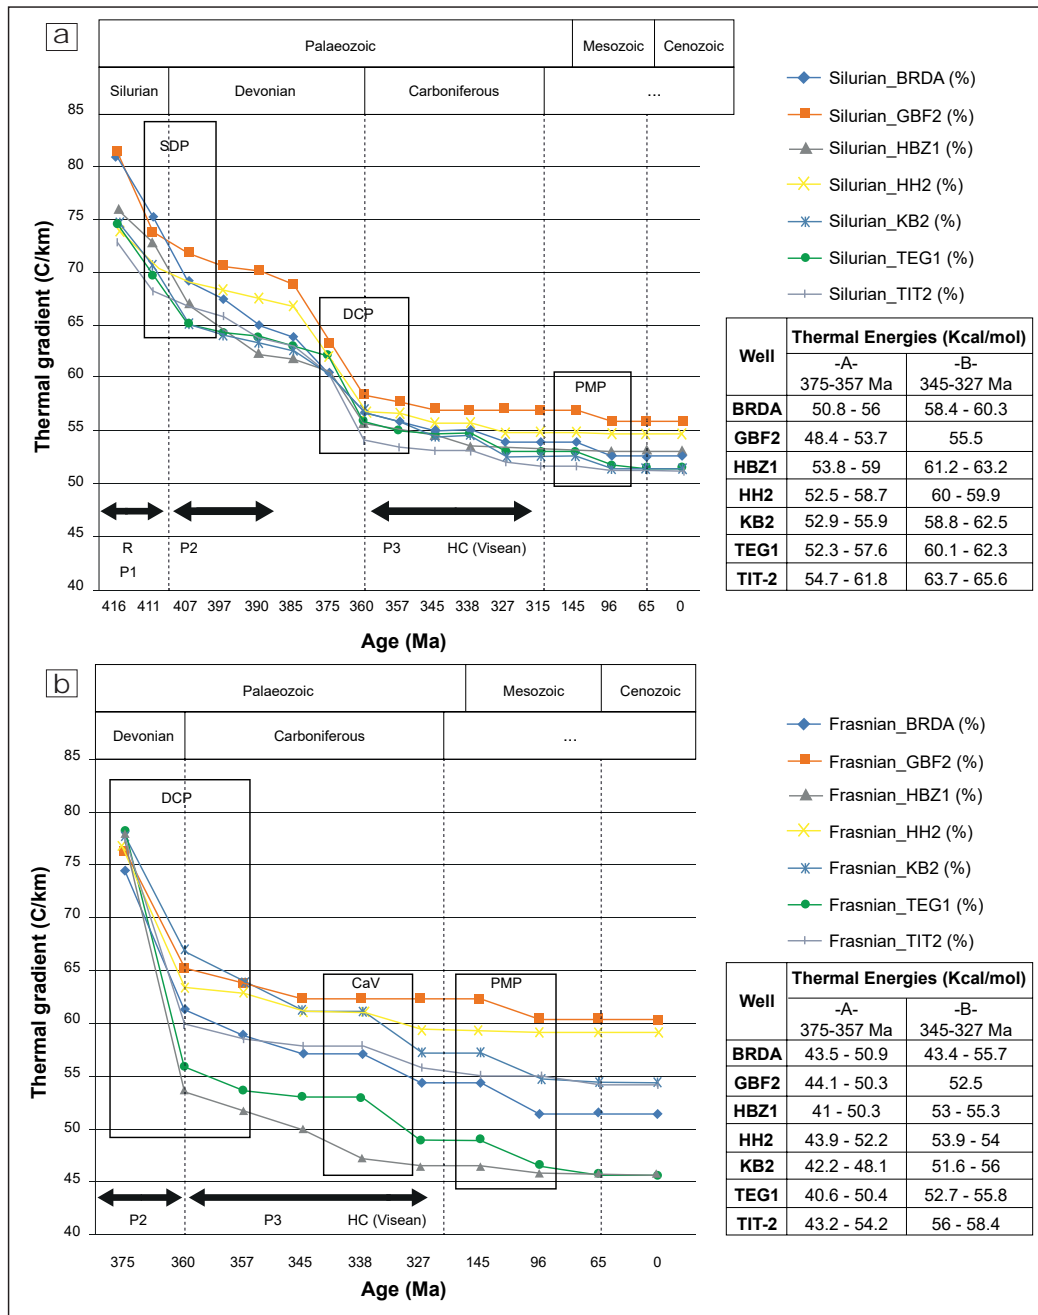 a
Palaeozoic Mesozoic Cenozoic
Silurian Devonian Carboniferous ...
Thermal gradient (C/km)
85
80
75
70
65
60
55
50
45
40
SDP
DCP
PMP
R P2 P3 HC (Visean)
P1
416 411 407 397 390 385 375 360 357 345 338 327 315 145 96 65 0
Age (Ma)
Silurian_BRDA (%)
Silurian_GBF2 (%)
Silurian_HBZ1 (%)
Silurian_HH2 (%)
Silurian_KB2 (%)
Silurian_TEG1 (%)
Silurian_TIT2 (%)
Well Thermal Energies (Kcal/mol)
-A- -B-
375-357 Ma 345-327 Ma
BRDA 50.8 - 56 58.4 - 60.3
GBF2 48.4 - 53.7 55.5
HBZ1 53.8 - 59 61.2 - 63.2
HH2 52.5 - 58.7 60 - 59.9
KB2 52.9 - 55.9 58.8 - 62.5
TEG1 52.3 - 57.6 60.1 - 62.3
TIT-2 54.7 - 61.8 63.7 - 65.6
b
Palaeozoic Mesozoic Cenozoic
Devonian Carboniferous ...
Thermal gradient (C/km)
85
80
75
70
65
60
55
50
45
40
DCP
CaV
PMP
P2 P3 HC (Visean)
375 360 357 345 338 327 145 96 65 0
Age (Ma)
Frasnian_BRDA (%)
Frasnian_GBF2 (%)
Frasnian_HBZ1 (%)
Frasnian_HH2 (%)
Frasnian_KB2 (%)
Frasnian_TEG1 (%)
Frasnian_TIT2 (%)
Well Thermal Energies (Kcal/mol)
-A- -B-
375-357 Ma 345-327 Ma
BRDA 43.5 - 50.9 43.4 - 55.7
GBF2 44.1 - 50.3 52.5
HBZ1 41 - 50.3 53 - 55.3
HH2 43.9 - 52.2 53.9 - 54
KB2 42.2 - 48.1 51.6 - 56
TEG1 40.6 - 50.4 52.7 - 55.8
TIT-2 43.2 - 54.2 56 - 58.4